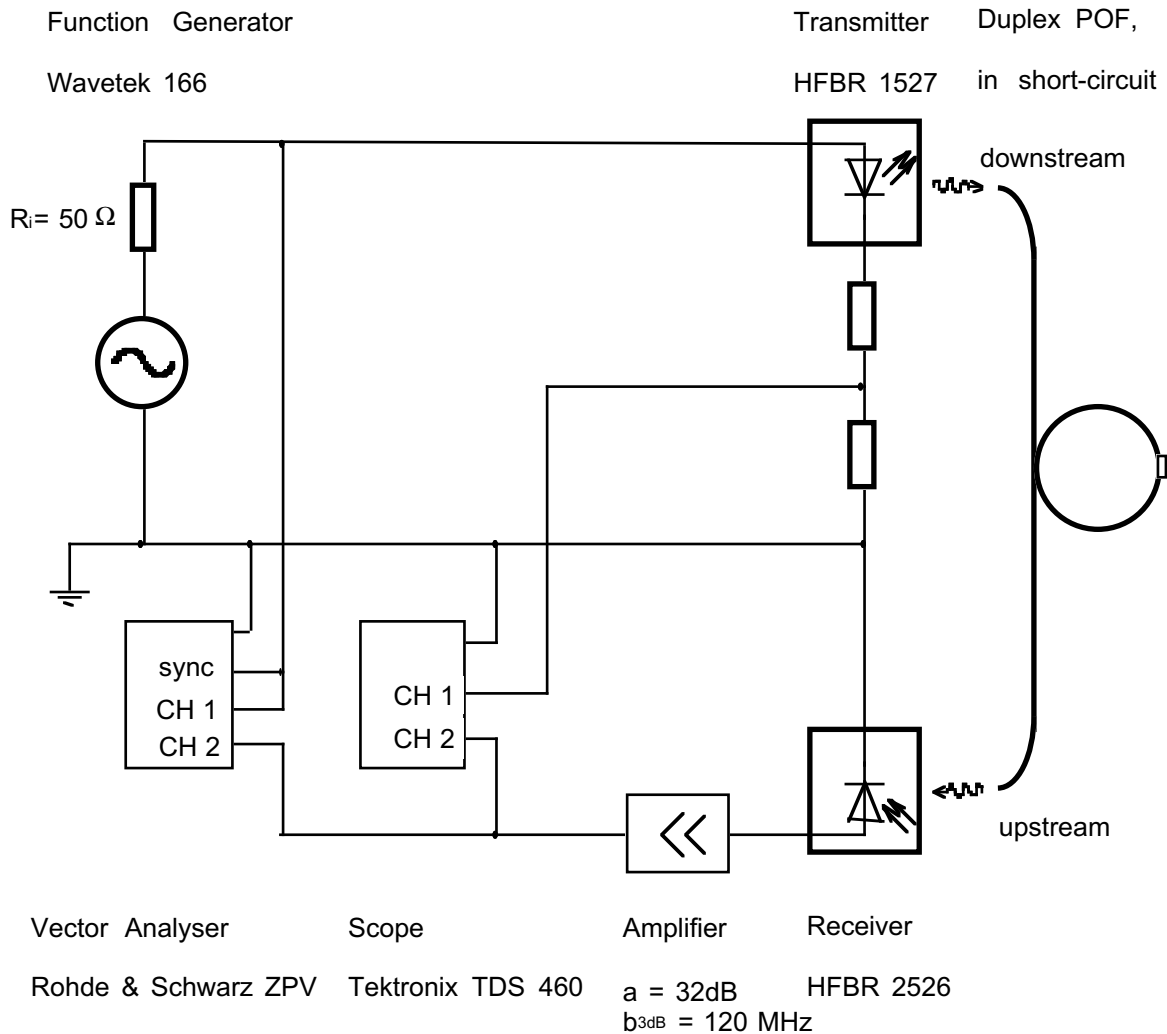 Function Generator
Wavetek 166
Transmitter
HFBR 1527
Duplex POF,
in short-circuit
downstream
Ri= 50 Ω
sync
CH 1
CH 2
CH 1
CH 2
upstream
Vector Analyser
Rohde & Schwarz ZPV
Scope
Tektronix TDS 460
Amplifier
a = 32dB
b3dB = 120 MHz
Receiver
HFBR 2526